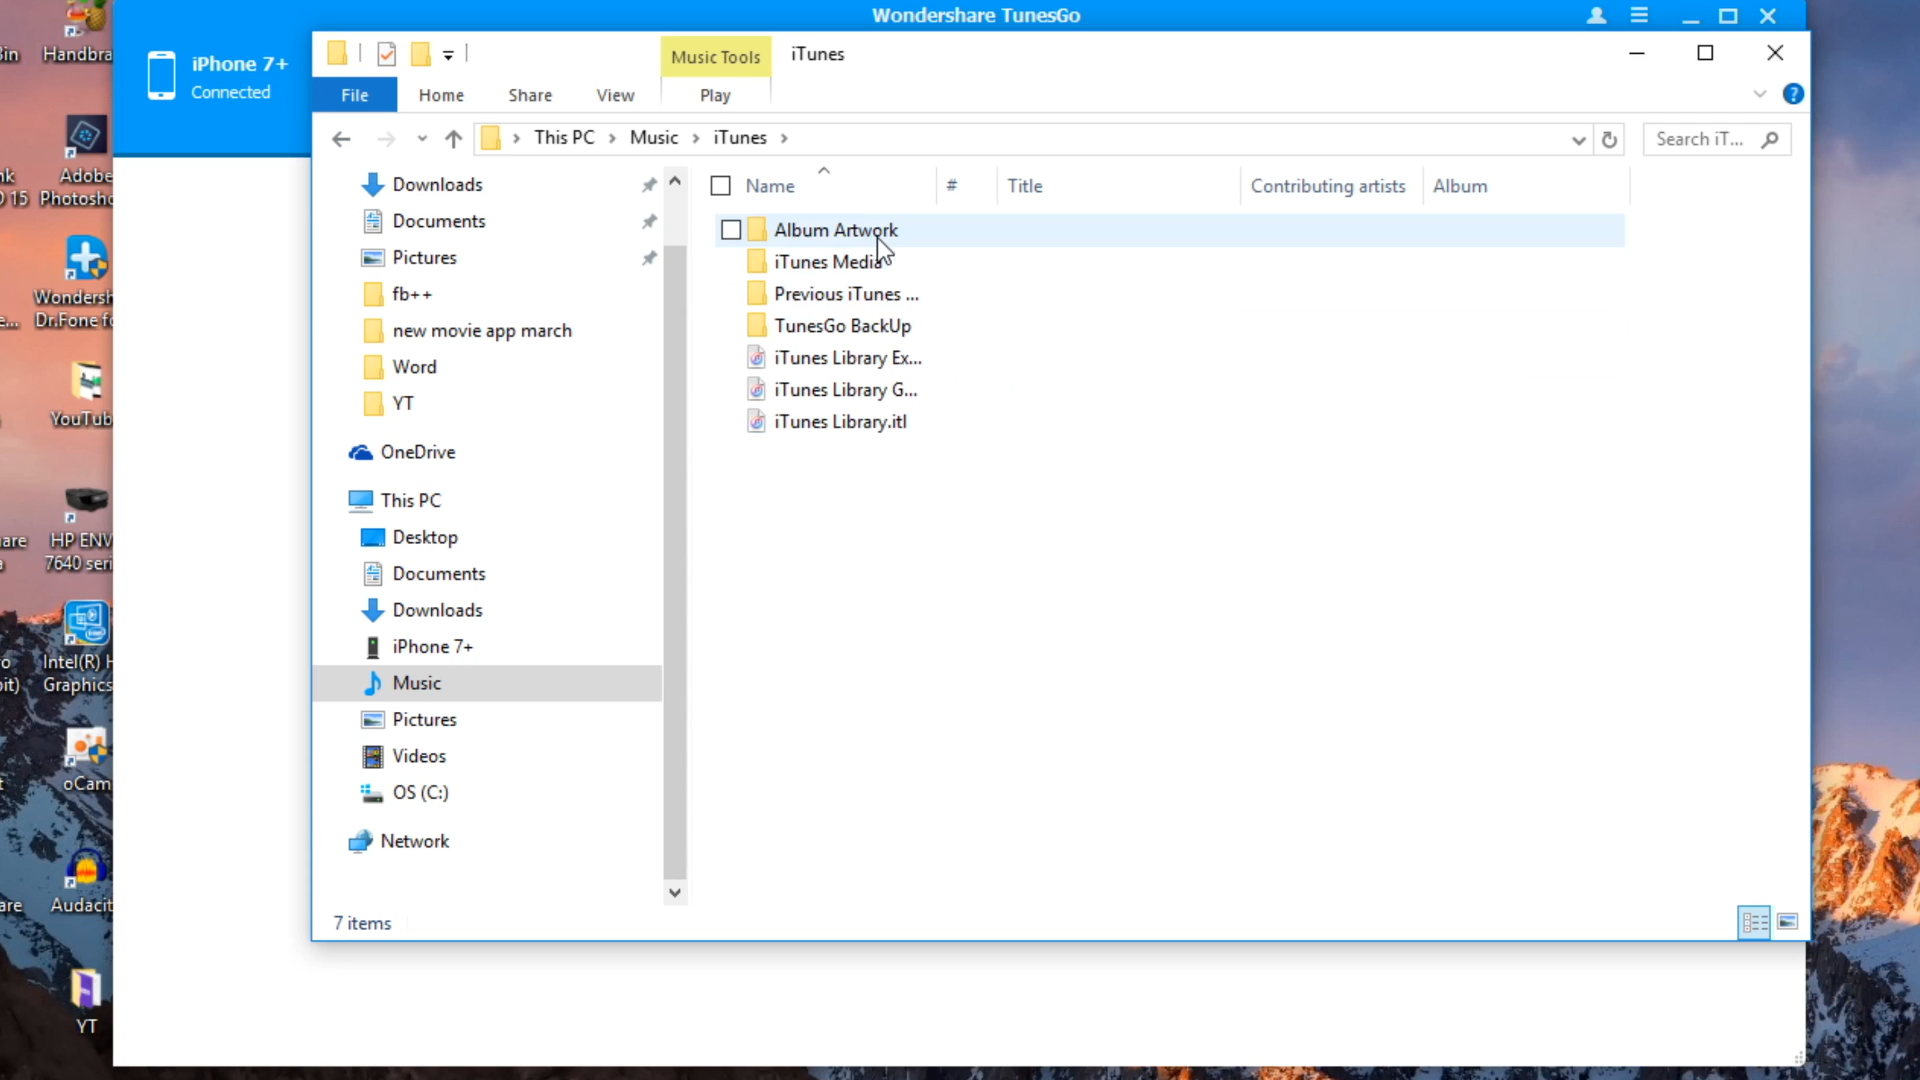 Wondershare TunesGo
iPhone 7+
Connected
Music Tools
iTunes
File
Home
Share
View
Play
This PC
Music
iTunes
Search iT...
Downloads
Documents
Pictures
fb++
new movie app march
Word
YT
OneDrive
This PC
Desktop
Documents
Downloads
iPhone 7+
Music
Pictures
Videos
OS (C:)
Network
Name
#
Title
Contributing artists
Album
Album Artwork
iTunes Media
Previous iTunes ...
TunesGo BackUp
iTunes Library Ex...
iTunes Library G...
iTunes Library.itl
7 items
Handbra
Adobe
Photosho
Wondersh
Dr.Fone fo
YouTub
HP ENV
7640 seri
Intel(R) H
Graphics
oCam
Audacit
YT